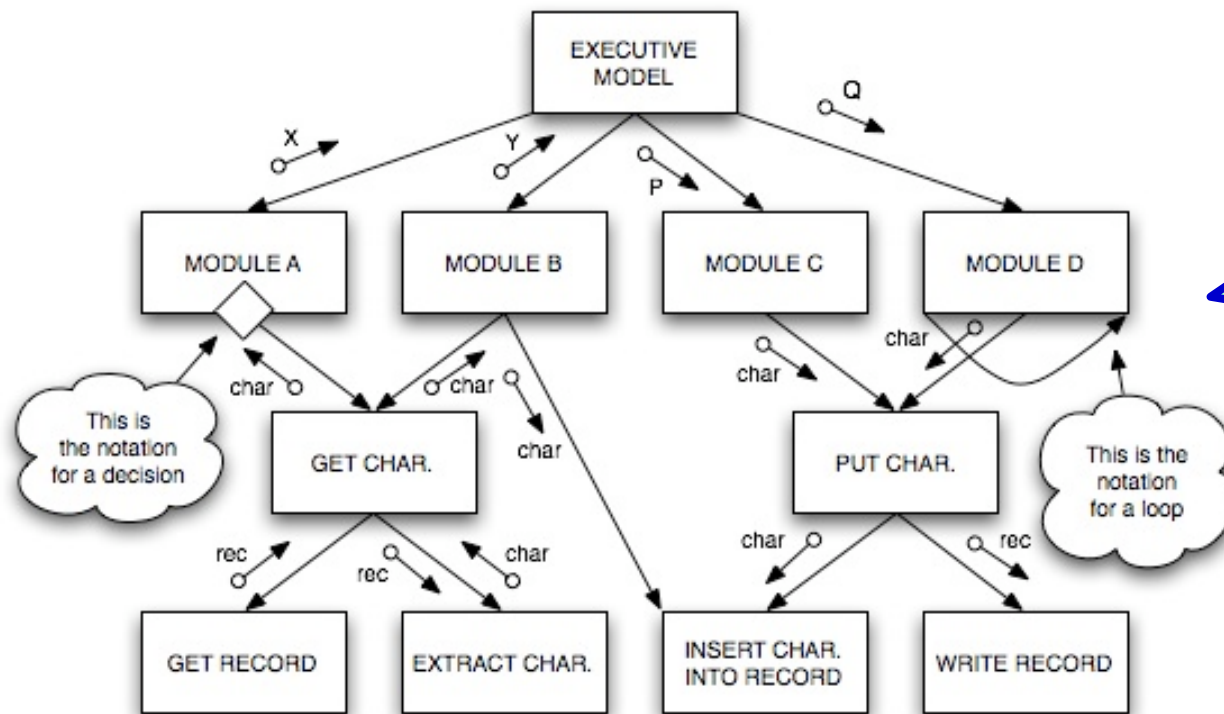 EXECUTIVE
MODEL
X
Y
P
Q
MODULE A
MODULE B
MODULE C
MODULE D
char
char
char
char
char
This is
the notation
for a decision
GET CHAR.
PUT CHAR.
This is the
notation
for a loop
rec
rec
char
char
rec
GET RECORD
EXTRACT CHAR.
INSERT CHAR.
INTO RECORD
WRITE RECORD